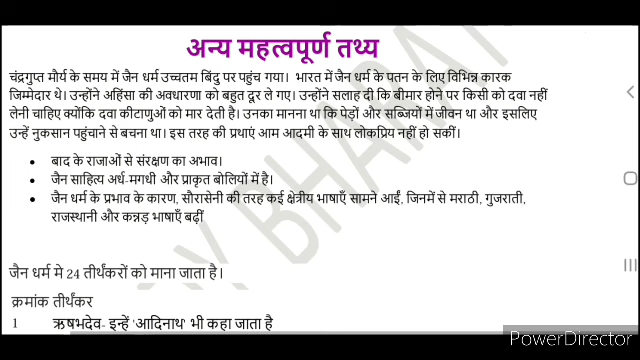 अन्य महत्वपूर्ण तथ्य
चंद्रगुप्त मौर्य के समय में जैन धर्म उच्चतम बिंदु पर पहुंच गया। भारत में जैन धर्म के पतन के लिए विभिन्न कारक
जिम्मेदार थे। उन्होंने अहिंसा की अवधारणा को बहुत दूर ले गए। उन्होंने सलाह दी कि बीमार होने पर किसी को दवा नहीं
लेनी चाहिए क्योंकि दवा कीटाणुओं को मार देती है। उनका मानना था कि पेड़ों और सब्जियों में जीवन था और इसलिए
उन्हें नुकसान पहुंचाने से बचना था। इस तरह की प्रथाएं आम आदमी के साथ लोकप्रिय नहीं हो सकीं।
• बाद के राजाओं से संरक्षण का अभाव।
• जैन साहित्य अर्ध-मगधी और प्राकृत बोलियों में है।
• जैन धर्म के प्रभाव के कारण, सौरासेनी की तरह कई क्षेत्रीय भाषाएँ सामने आईं, जिनमें से मराठी, गुजराती,
राजस्थानी और कन्नड़ भाषाएँ बढ़ीं
जैन धर्म मे 24 तीर्थंकरों को माना जाता है।
क्रमांक तीर्थंकर
1 ऋषभदेव- इन्हें 'आदिनाथ' भी कहा जाता है
PowerDirector